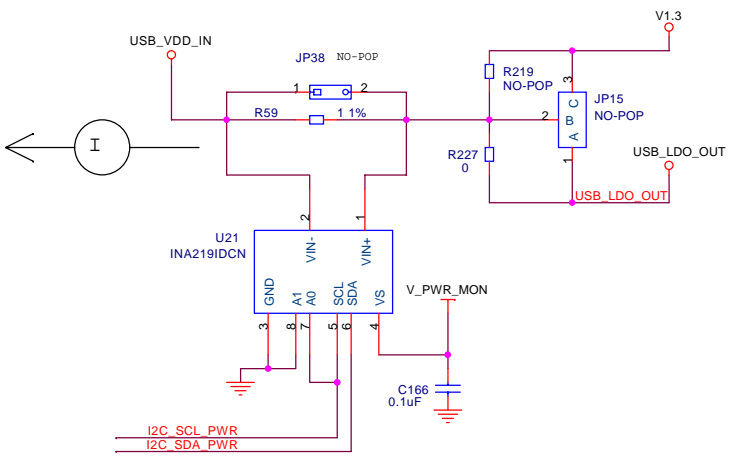 V1.3
USB_VDD_IN
JP38 NO-POP
1 2
R219
NO-POP
3
C
B
A
2
1
JP15
NO-POP
R59 1 1%
I
R227
0
USB_LDO_OUT
USB_LDO_OUT
2
1
U21
INA219IDCN
VIN-
VIN+
GND
A1
A0
SCL
SDA
VS
3
8
7
5
6
4
V_PWR_MON
C166
0.1uF
I2C_SCL_PWR
I2C_SDA_PWR